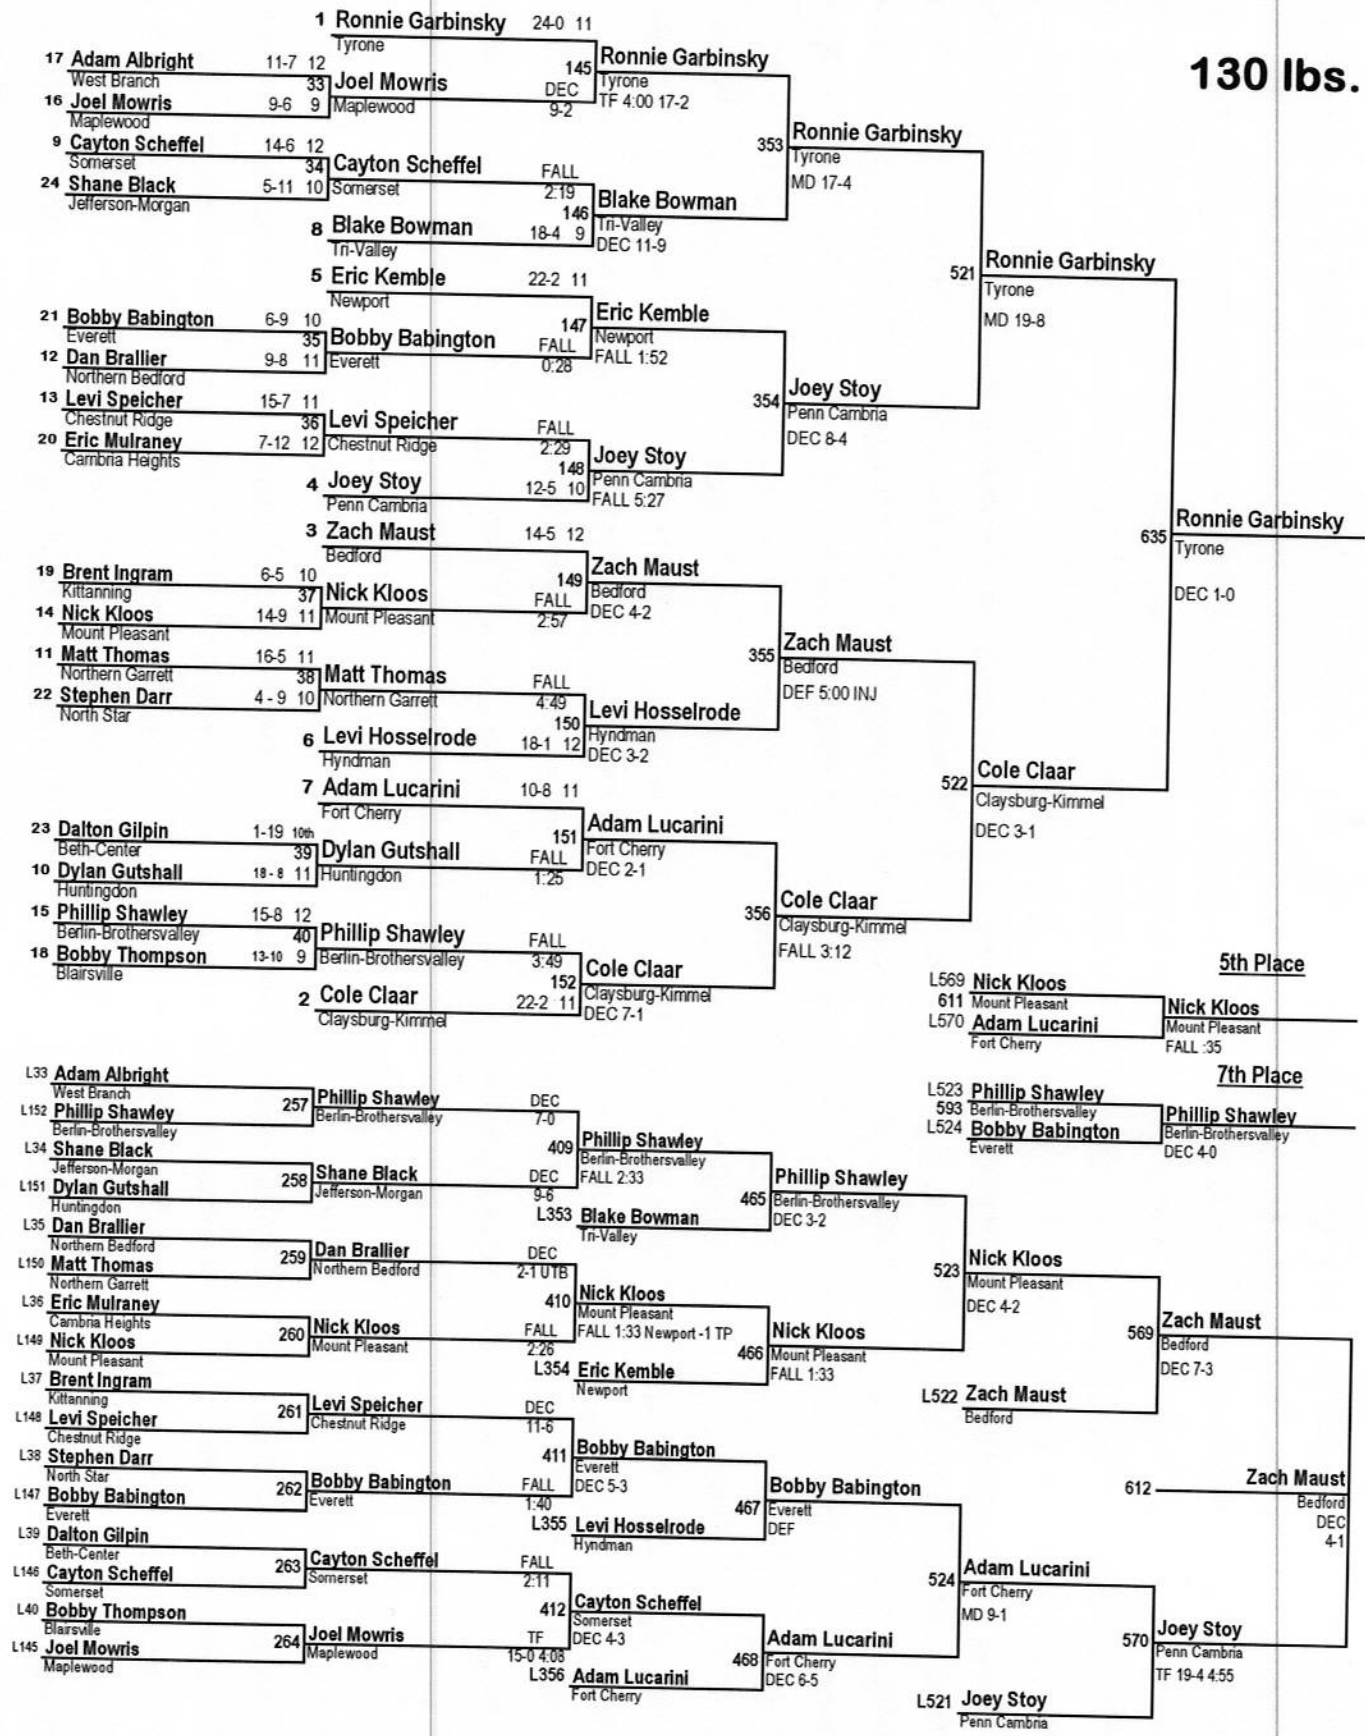 130 lbs.
1 Ronnie Garbinsky 24-0 11
Tyrone
17 Adam Albright 11-7 12
West Branch
33 Joel Mowris
Maplewood
16 Joel Mowris 9-6 9
Maplewood
145 DEC 9-2
Ronnie Garbinsky
Tyrone
TF 4:00 17-2
9 Cayton Scheffel 14-6 12
Somerset
34 Cayton Scheffel
Somerset
24 Shane Black 5-11 10
Jefferson-Morgan
FALL 2:19
146 Blake Bowman
Tri-Valley
DEC 11-9
8 Blake Bowman 18-4 9
Tri-Valley
353 Ronnie Garbinsky
Tyrone
MD 17-4
5 Eric Kemble 22-2 11
Newport
21 Bobby Babington 6-9 10
Everett
35 Bobby Babington
Everett
12 Dan Brallier 9-8 11
Northern Bedford
147 FALL 0:28
Eric Kemble
Newport
FALL 1:52
13 Levi Speicher 15-7 11
Chestnut Ridge
36 Levi Speicher
Chestnut Ridge
20 Eric Mulraney 7-12 12
Cambria Heights
FALL 2:29
148 Joey Stoy
Penn Cambria
FALL 5:27
4 Joey Stoy 12-5 10
Penn Cambria
354 Joey Stoy
Penn Cambria
DEC 8-4
521 Ronnie Garbinsky
Tyrone
MD 19-8
3 Zach Maust 14-5 12
Bedford
19 Brent Ingram 6-5 10
Kittanning
37 Nick Kloos
Mount Pleasant
14 Nick Kloos 14-9 11
Mount Pleasant
149 FALL 2:57
Zach Maust
Bedford
DEC 4-2
11 Matt Thomas 16-5 11
Northern Garrett
38 Matt Thomas
Northern Garrett
22 Stephen Darr 4-9 10
North Star
FALL 4:49
150 Levi Hosselrode
Hyndman
DEC 3-2
6 Levi Hosselrode 18-1 12
Hyndman
355 Zach Maust
Bedford
DEF 5:00 INJ
7 Adam Lucarini 10-8 11
Fort Cherry
23 Dalton Gilpin 1-19 10th
Beth-Center
39 Dylan Gutshall
Huntingdon
10 Dylan Gutshall 18-8 11
Huntingdon
151 FALL 1:25
Adam Lucarini
Fort Cherry
DEC 2-1
15 Phillip Shawley 15-8 12
Berlin-Brothersvalley
40 Phillip Shawley
Berlin-Brothersvalley
18 Bobby Thompson 13-10 9
Blairsville
FALL 3:49
152 Cole Claar
Claysburg-Kimmel
DEC 7-1
2 Cole Claar 22-2 11
Claysburg-Kimmel
356 Cole Claar
Claysburg-Kimmel
FALL 3:12
522 Cole Claar
Claysburg-Kimmel
DEC 3-1
635 Ronnie Garbinsky
Tyrone
DEC 1-0
5th Place
L569 Nick Kloos
611 Mount Pleasant
L570 Adam Lucarini
Fort Cherry
Nick Kloos
Mount Pleasant
FALL :35
7th Place
L523 Phillip Shawley
593 Berlin-Brothersvalley
L524 Bobby Babington
Everett
Phillip Shawley
Berlin-Brothersvalley
DEC 4-0
L33 Adam Albright
West Branch
L152 Phillip Shawley
Berlin-Brothersvalley
257 Phillip Shawley
Berlin-Brothersvalley
DEC 7-0
L34 Shane Black
Jefferson-Morgan
L151 Dylan Gutshall
Huntingdon
258 Shane Black
Jefferson-Morgan
DEC 9-6
409 Phillip Shawley
Berlin-Brothersvalley
FALL 2:33
L353 Blake Bowman
Tri-Valley
465 Phillip Shawley
Berlin-Brothersvalley
DEC 3-2
L35 Dan Brallier
Northern Bedford
L150 Matt Thomas
Northern Garrett
259 Dan Brallier
Northern Bedford
DEC 2-1 UTB
L36 Eric Mulraney
Cambria Heights
L149 Nick Kloos
Mount Pleasant
260 Nick Kloos
Mount Pleasant
FALL 2:26
410 Nick Kloos
Mount Pleasant
FALL 1:33 Newport -1 TP
L354 Eric Kemble
Newport
466 Nick Kloos
Mount Pleasant
FALL 1:33
523 Nick Kloos
Mount Pleasant
DEC 4-2
L522 Zach Maust
Bedford
569 Zach Maust
Bedford
DEC 7-3
L37 Brent Ingram
Kittanning
L148 Levi Speicher
Chestnut Ridge
261 Levi Speicher
Chestnut Ridge
DEC 11-6
L38 Stephen Darr
North Star
L147 Bobby Babington
Everett
262 Bobby Babington
Everett
FALL 1:40
411 Bobby Babington
Everett
DEC 5-3
L355 Levi Hosselrode
Hyndman
467 Bobby Babington
Everett
DEF
L39 Dalton Gilpin
Beth-Center
L146 Cayton Scheffel
Somerset
263 Cayton Scheffel
Somerset
FALL 2:11
L40 Bobby Thompson
Blairsville
L145 Joel Mowris
Maplewood
264 Joel Mowris
Maplewood
TF 15-0 4:08
412 Cayton Scheffel
Somerset
DEC 4-3
L356 Adam Lucarini
Fort Cherry
468 Adam Lucarini
Fort Cherry
DEC 6-5
524 Adam Lucarini
Fort Cherry
MD 9-1
L521 Joey Stoy
Penn Cambria
570 Joey Stoy
Penn Cambria
TF 19-4 4:55
612 Zach Maust
Bedford
DEC
4-1